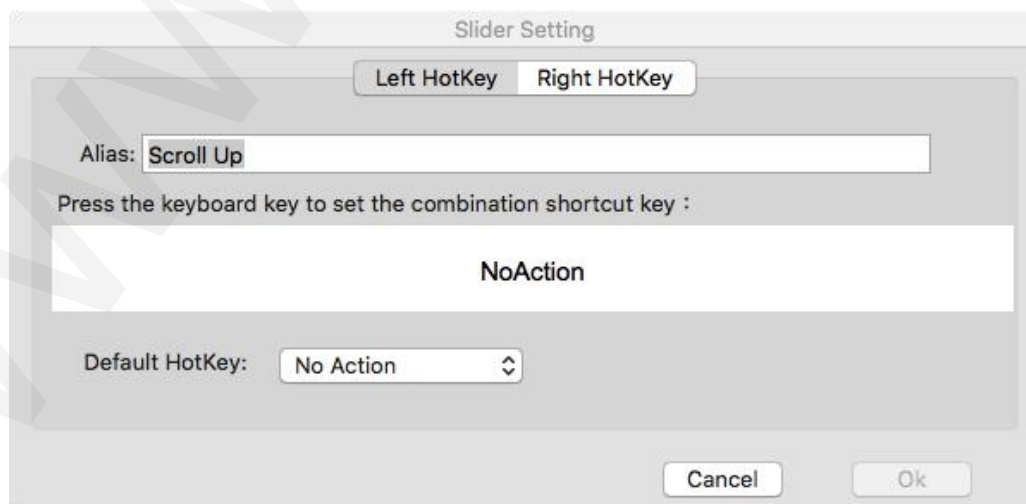 Slider Setting
Left HotKey Right HotKey
Alias: Scroll Up
Press the keyboard key to set the combination shortcut key :
NoAction
Default HotKey: No Action
Cancel Ok